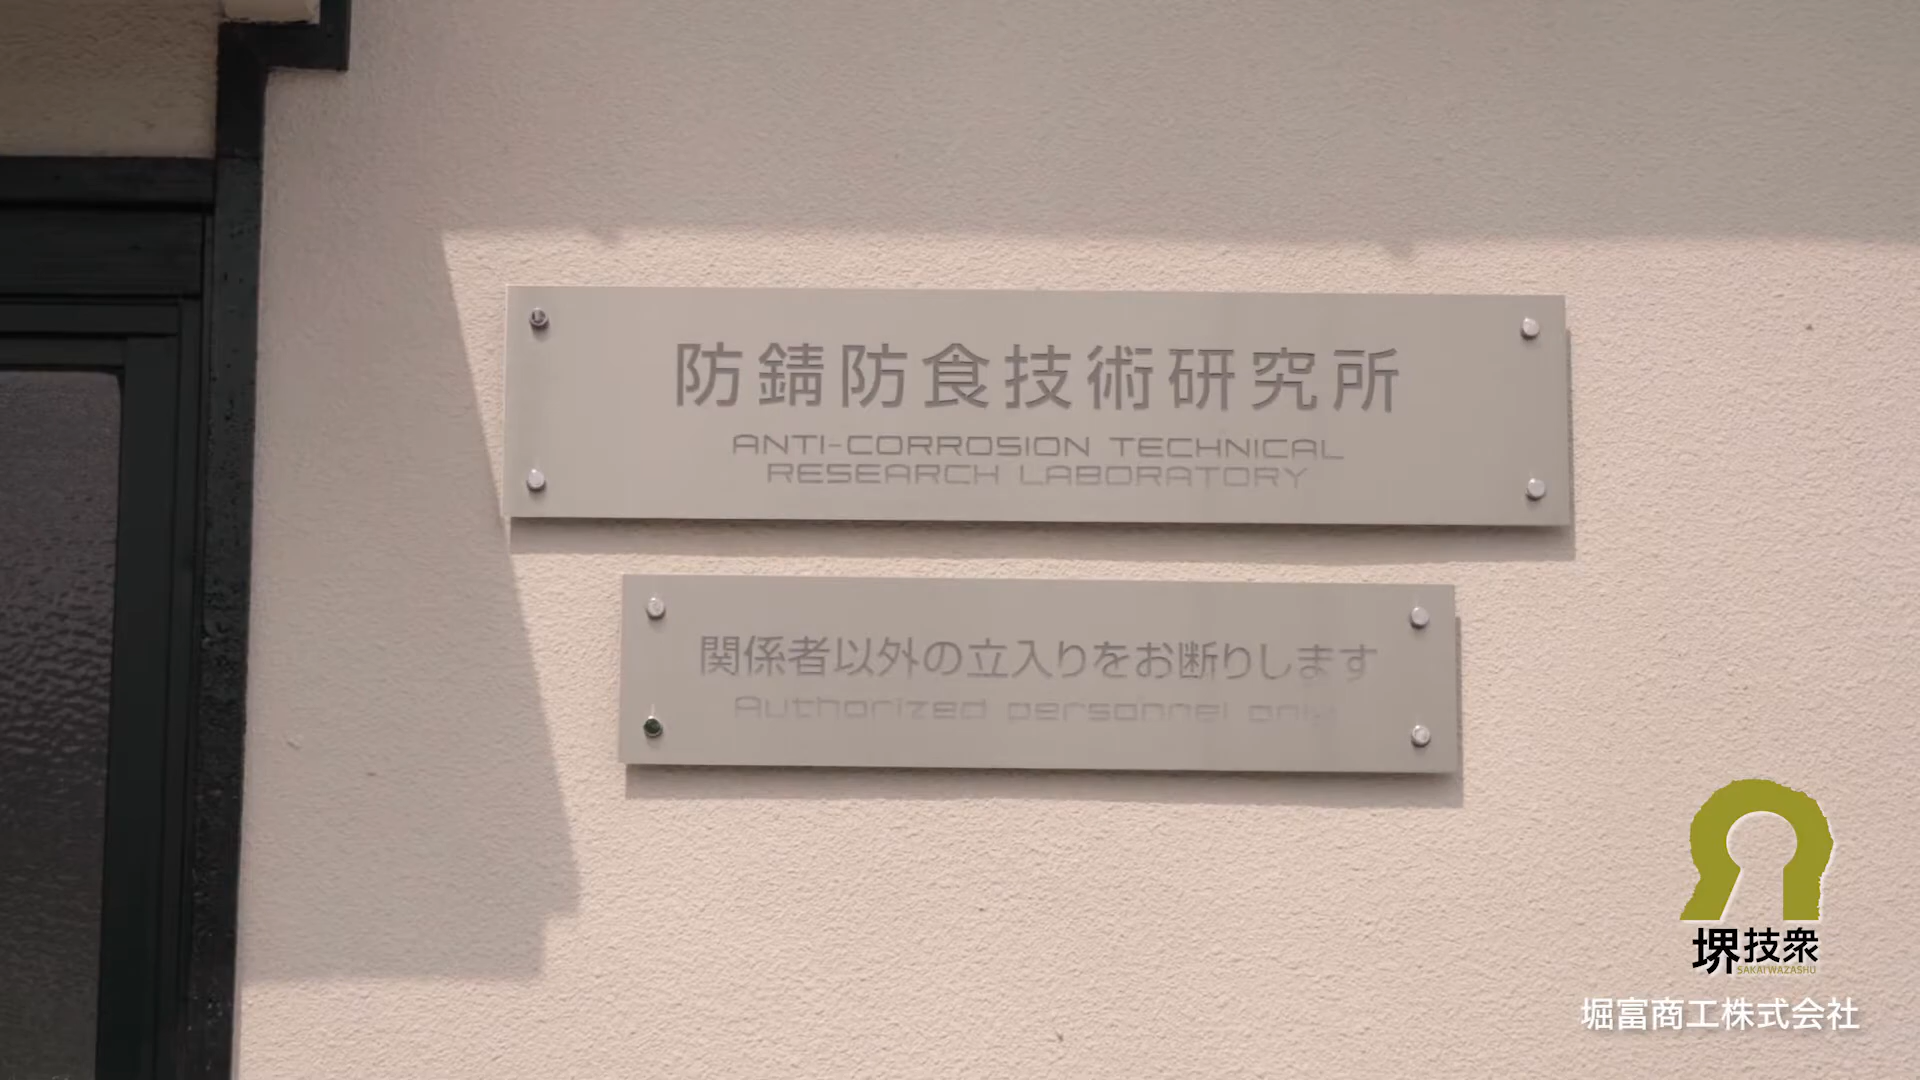 防錆防食技術研究所
ANTI-CORROSION TECHNICAL
RESEARCH LABORATORY
関係者以外の立入りをお断りします
Authorized personnel only
堺技衆
SAKAI WAZASHU
堀富商工株式会社